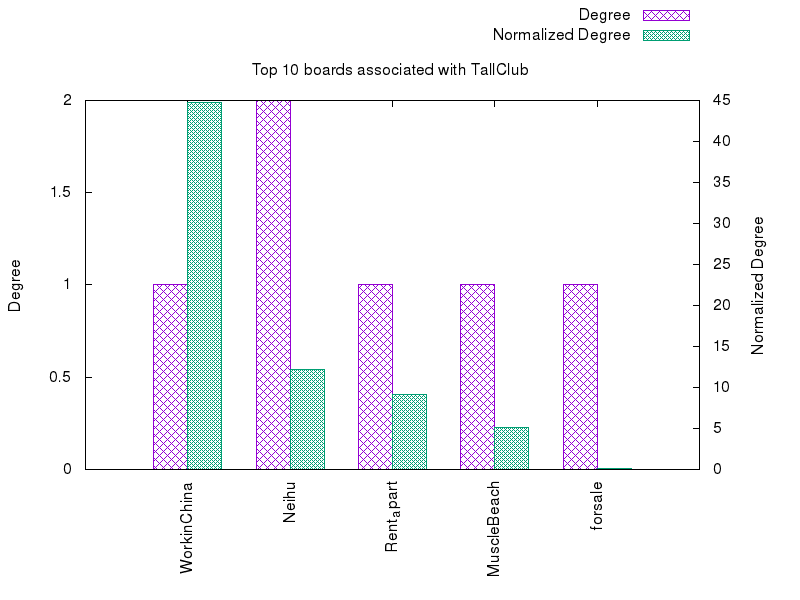 Degree
Normalized Degree
Top 10 boards associated with TallClub
2
1.5
1
0.5
0
45
40
35
30
25
20
15
10
5
0
Degree
Normalized Degree
WorkinChina
Neihu
Rentapart
MuscleBeach
forsale